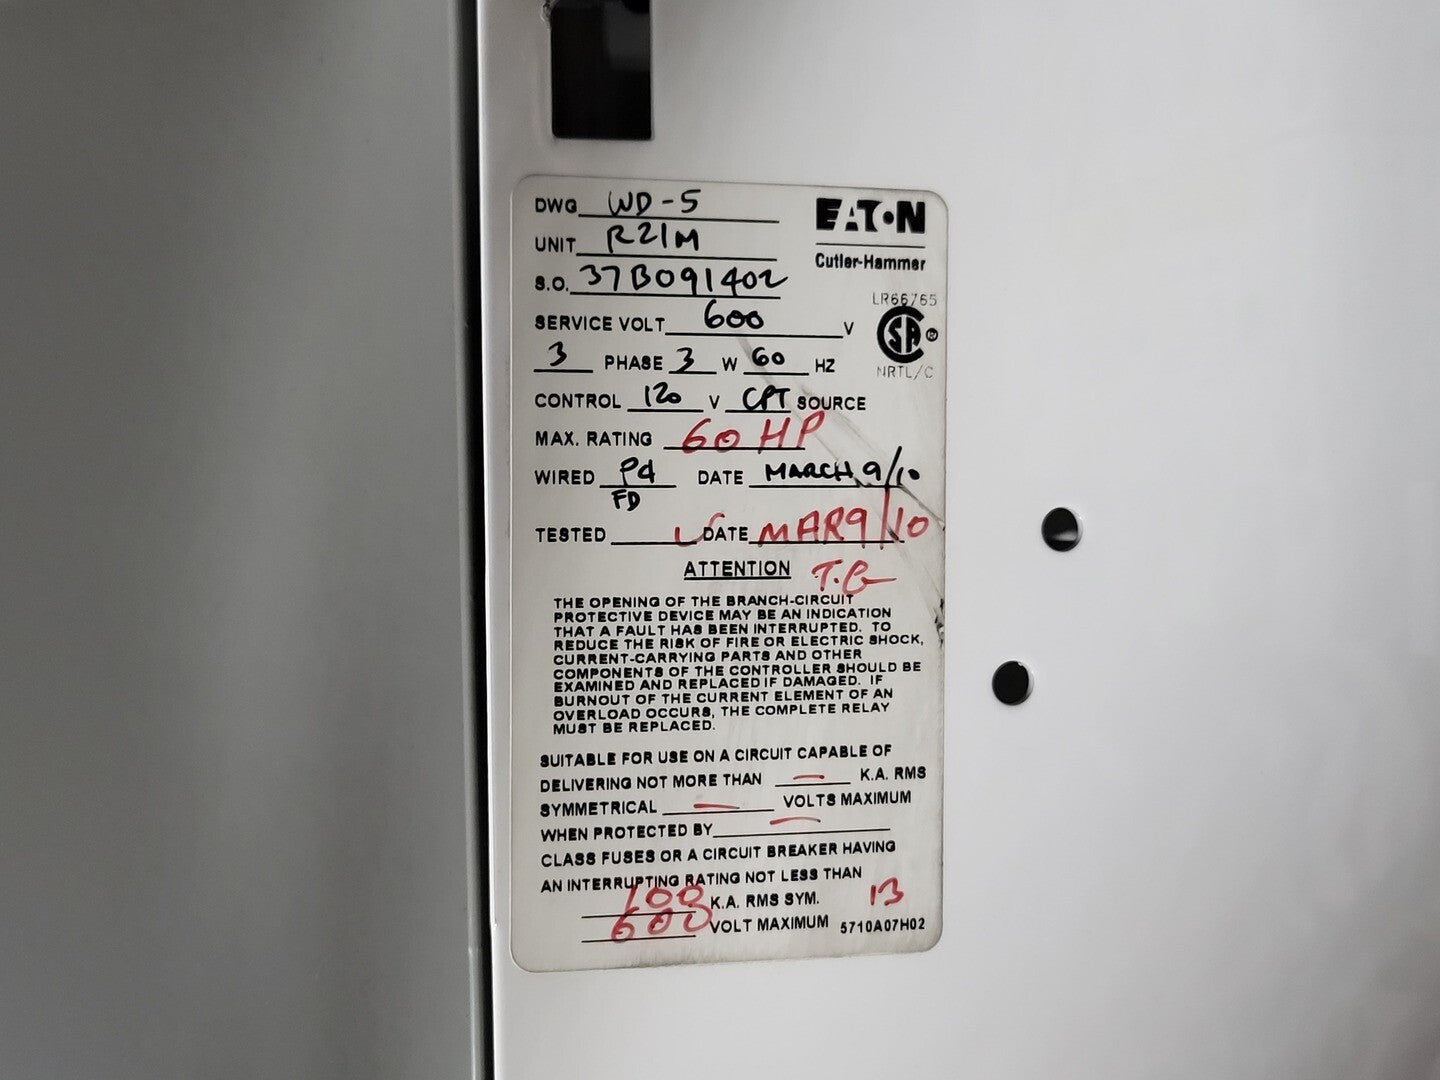 DWG WD-5
EATON
UNIT R21M
Cutler-Hammer
S.O. 37B091402
LR66765
SERVICE VOLT 600 V
SA
NRTL/C
3 PHASE 3 W 60 HZ
CONTROL 120 V CPT SOURCE
MAX. RATING 60 HP
WIRED P4 DATE MARCH 9/10
FD
TESTED DATE MAR 9/10
ATTENTION T.G
THE OPENING OF THE BRANCH-CIRCUIT
PROTECTIVE DEVICE MAY BE AN INDICATION
THAT A FAULT HAS BEEN INTERRUPTED. TO
REDUCE THE RISK OF FIRE OR ELECTRIC SHOCK,
CURRENT-CARRYING PARTS AND OTHER
COMPONENTS OF THE CONTROLLER SHOULD BE
EXAMINED AND REPLACED IF DAMAGED. IF
BURNOUT OF THE CURRENT ELEMENT OF AN
OVERLOAD OCCURS, THE COMPLETE RELAY
MUST BE REPLACED.
SUITABLE FOR USE ON A CIRCUIT CAPABLE OF
DELIVERING NOT MORE THAN — K.A. RMS
SYMMETRICAL — VOLTS MAXIMUM
WHEN PROTECTED BY —
CLASS FUSES OR A CIRCUIT BREAKER HAVING
AN INTERRUPTING RATING NOT LESS THAN
100 K.A. RMS SYM. 13
600 VOLT MAXIMUM 5710A07H02